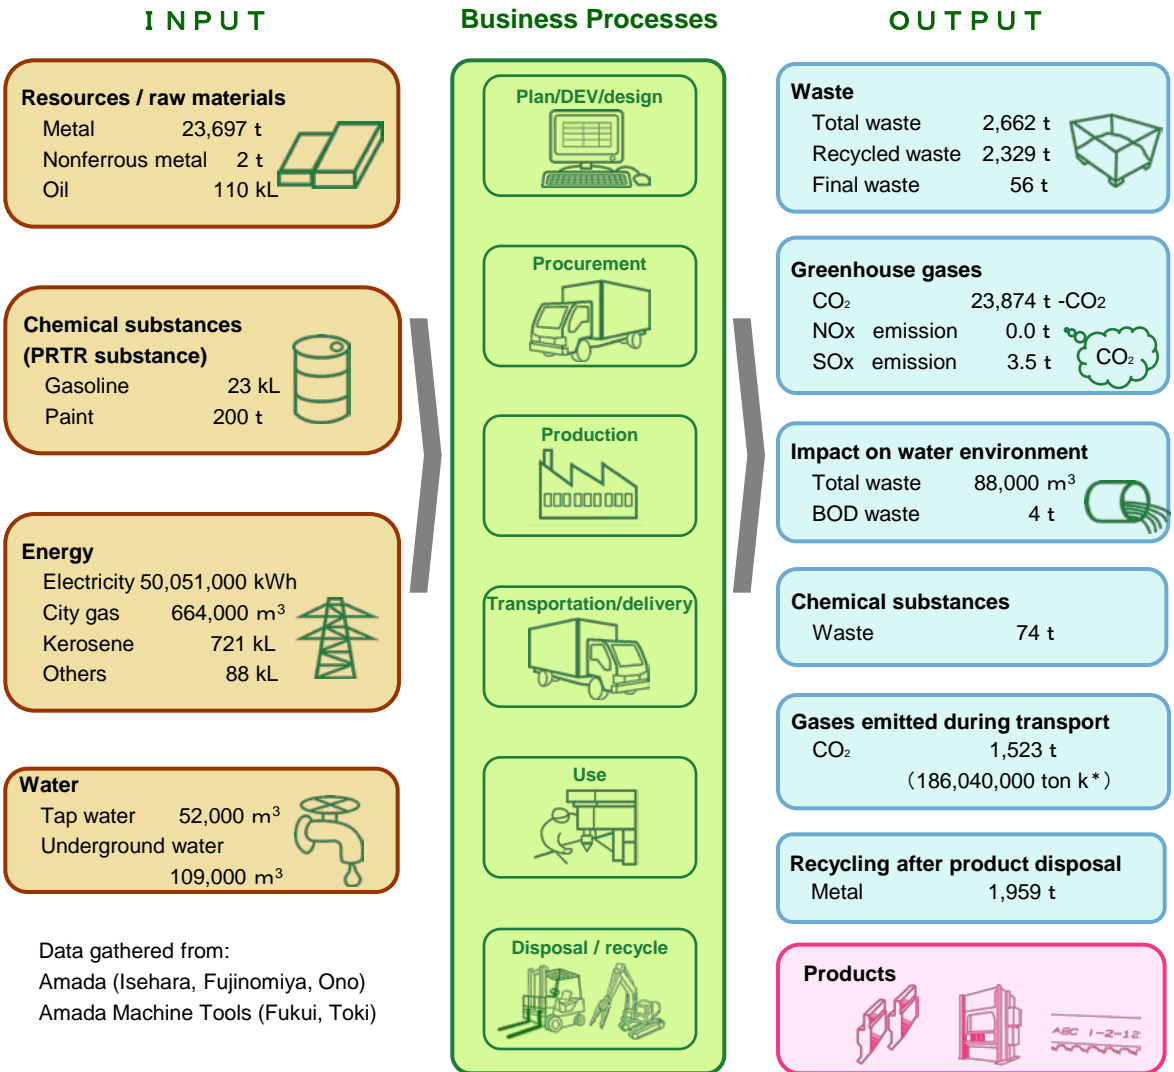 INPUT
Business Processes
OUTPUT
Resources / raw materials
Metal 23,697 t
Nonferrous metal 2 t
Oil 110 kL
Chemical substances
(PRTR substance)
Gasoline 23 kL
Paint 200 t
Energy
Electricity 50,051,000 kWh
City gas 664,000 m³
Kerosene 721 kL
Others 88 kL
Water
Tap water 52,000 m³
Underground water
109,000 m³
Data gathered from:
Amada (Isehara, Fujinomiya, Ono)
Amada Machine Tools (Fukui, Toki)
Plan/DEV/design
Procurement
Production
Transportation/delivery
Use
Disposal / recycle
Waste
Total waste 2,662 t
Recycled waste 2,329 t
Final waste 56 t
Greenhouse gases
CO₂ 23,874 t -CO2
NOx emission 0.0 t
SOx emission 3.5 t
CO₂
Impact on water environment
Total waste 88,000 m³
BOD waste 4 t
Chemical substances
Waste 74 t
Gases emitted during transport
CO₂ 1,523 t
(186,040,000 ton k*)
Recycling after product disposal
Metal 1,959 t
Products
ABC 1-2-12